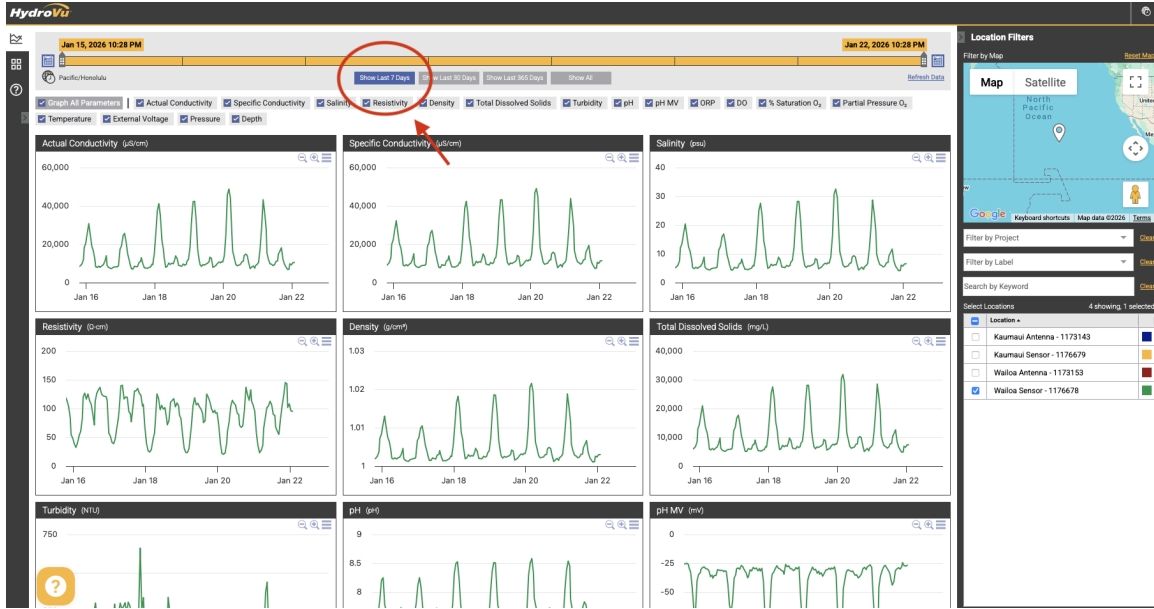 HydroVu
Jan 15, 2026 10:28 PM
Jan 22, 2026 10:28 PM
Pacific/Honolulu
Show Last 7 Days
Show Last 30 Days
Show Last 365 Days
Show All
Refresh Data
Graph All Parameters
Actual Conductivity
Specific Conductivity
Salinity
Resistivity
Density
Total Dissolved Solids
Turbidity
pH
pH MV
ORP
DO
% Saturation O₂
Partial Pressure O₂
Temperature
External Voltage
Pressure
Depth
Actual Conductivity (µS/cm)
60,000
40,000
20,000
0
Jan 16
Jan 18
Jan 20
Jan 22
Specific Conductivity (µS/cm)
60,000
40,000
20,000
0
Jan 16
Jan 18
Jan 20
Jan 22
Salinity (psu)
40
30
20
10
0
Jan 16
Jan 18
Jan 20
Jan 22
Resistivity (Ω-cm)
200
150
100
50
0
Jan 16
Jan 18
Jan 20
Jan 22
Density (g/cm³)
1.03
1.02
1.01
1
Jan 16
Jan 18
Jan 20
Jan 22
Total Dissolved Solids (mg/L)
40,000
30,000
20,000
10,000
0
Jan 16
Jan 18
Jan 20
Jan 22
Turbidity (NTU)
750
pH (pH)
9
8.5
8
pH MV (mV)
0
-25
-50
?
Location Filters
Filter by Map
Reset Map
Map
Satellite
North
Pacific
Ocean
Unite
Me
Google
Keyboard shortcuts
Map data ©2026
Terms
Filter by Project
Clear
Filter by Label
Clear
Search by Keyword
Clear
Select Locations
4 showing, 1 selected
Location
Kaumaui Antenna - 1173143
Kaumaui Sensor - 1176679
Wailoa Antenna - 1173153
Wailoa Sensor - 1176678